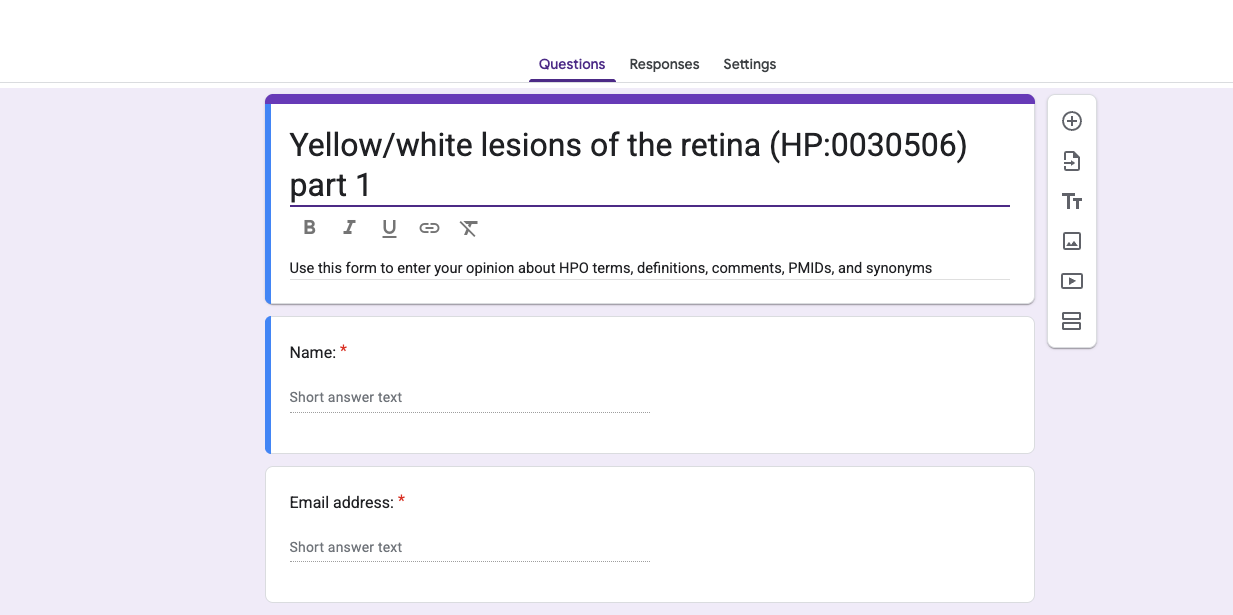 Questions Responses Settings
Yellow/white lesions of the retina (HP:0030506)
part 1
B I U
Use this form to enter your opinion about HPO terms, definitions, comments, PMIDs, and synonyms
Name: *
Short answer text
Email address: *
Short answer text